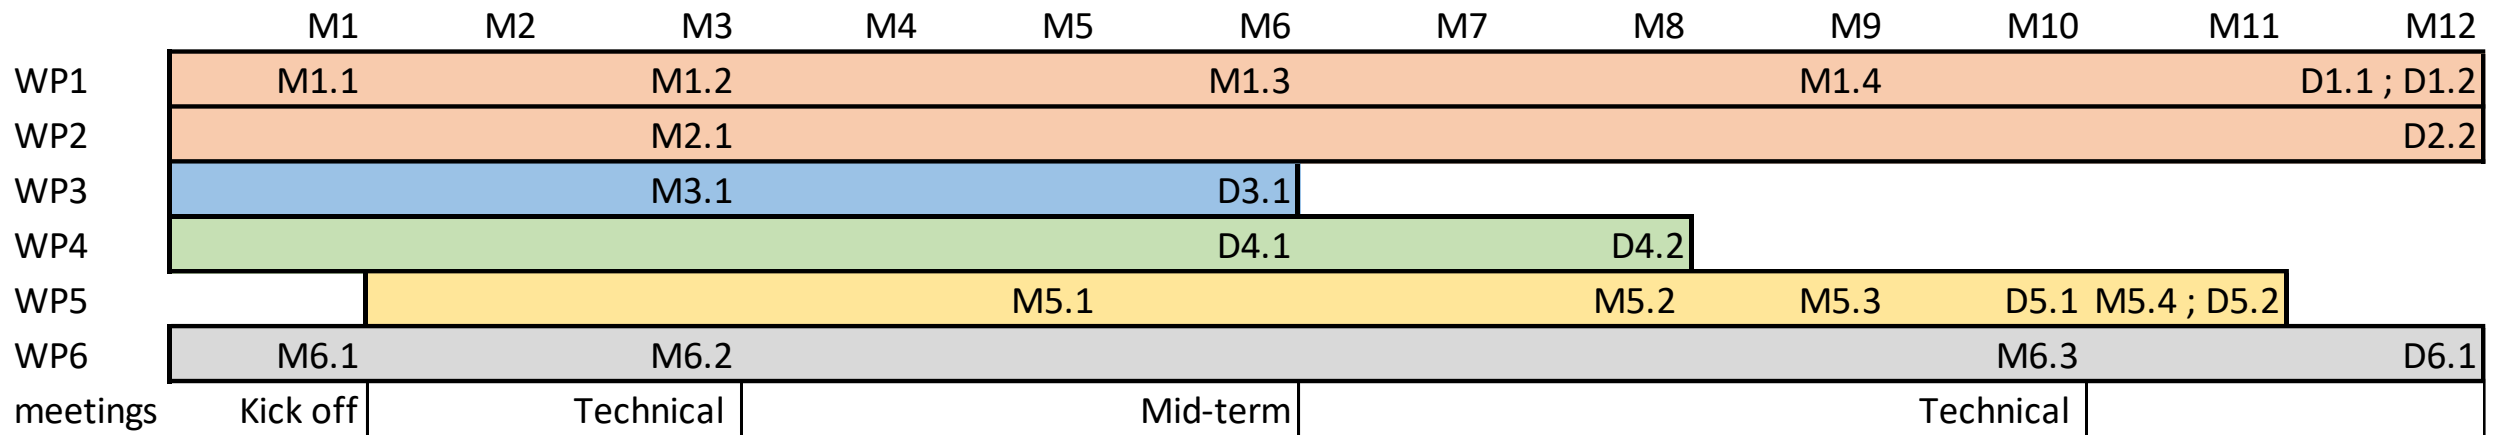 M1 M2 M3 M4 M5 M6 M7 M8 M9 M10 M11 M12
WP1 M1.1 M1.2 M1.3 M1.4 D1.1 ; D1.2
WP2 M2.1 D2.2
WP3 M3.1 D3.1
WP4 D4.1 D4.2
WP5 M5.1 M5.2 M5.3 D5.1 M5.4 ; D5.2
WP6 M6.1 M6.2 M6.3 D6.1
meetings Kick off Technical Mid-term Technical